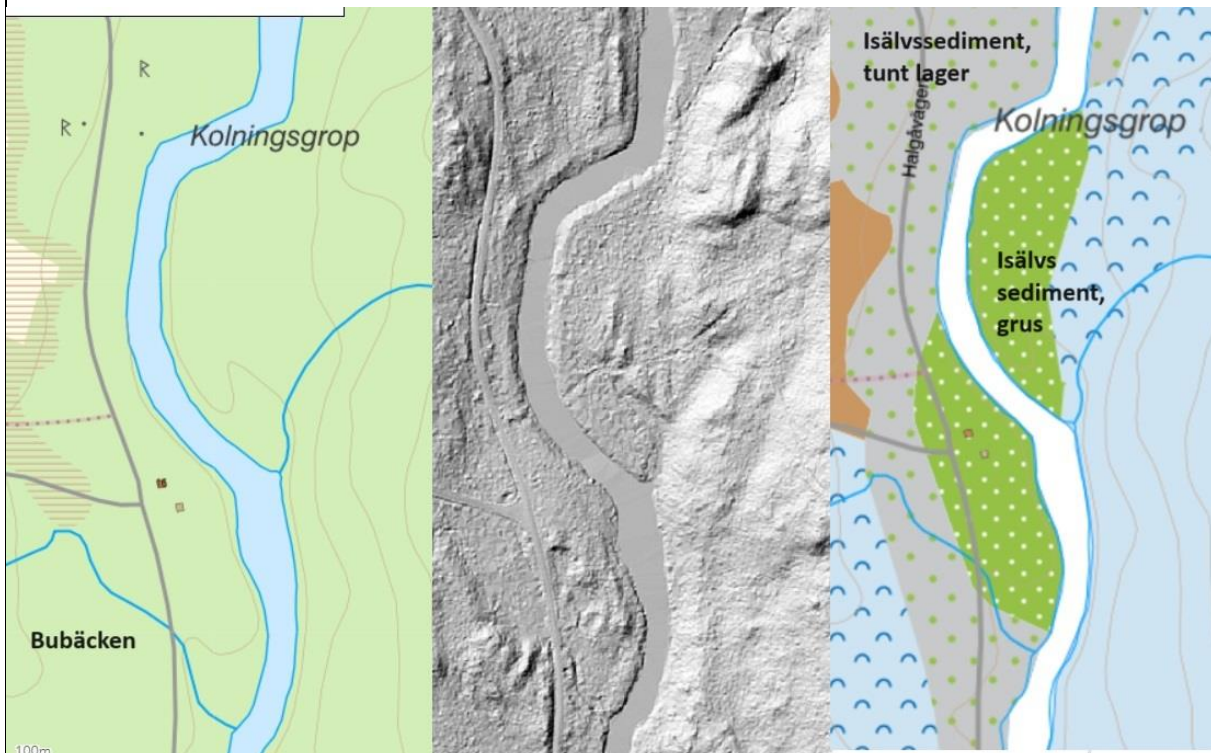 Kolningsgrop
Bubäcken
100m
Isälvssediment,
tunt lager
Halgåvägen
Kolningsgrop
Isälvs
sediment,
grus